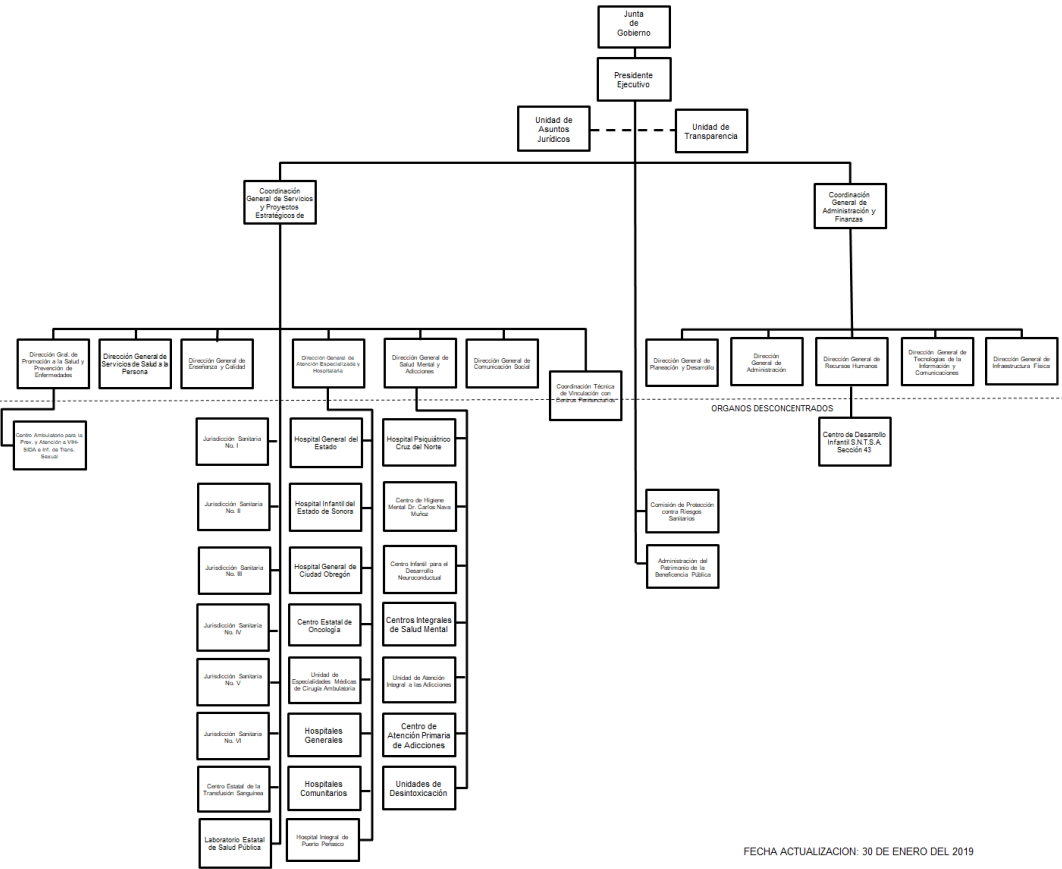 Junta
de
Gobierno
Presidente
Ejecutivo
Unidad de
Asuntos
Jurídicos
Unidad de
Transparencia
Coordinación
General de Servicios
y Proyectos
Estratégicos de
Coordinación
General de
Administración y
Finanzas
Dirección Gral. de
Promoción a la Salud y
Prevención de
Enfermedades
Dirección General de
Servicios de Salud a la
Persona
Dirección General de
Enseñanza y Calidad
Dirección General de
Atención Especializada y
Hospitalaria
Dirección General de
Salud Mental y
Adicciones
Dirección General de
Comunicación Social
Coordinación Técnica
de Vinculación con
Centros Penitenciarios
Dirección General de
Planeación y Desarrollo
Dirección
General de
Administración
Dirección General de
Recursos Humanos
Dirección General de
Tecnologías de la
Información y
Comunicaciones
Dirección General de
Infraestructura Física
ORGANOS DESCONCENTRADOS
Centro Ambulatorio para la
Prev. y Atención a VIH-
SIDA e Inf. de Trans.
Sexual
Jurisdicción Sanitaria
No. I
Jurisdicción Sanitaria
No. II
Jurisdicción Sanitaria
No. III
Jurisdicción Sanitaria
No. IV
Jurisdicción Sanitaria
No. V
Jurisdicción Sanitaria
No. VI
Centro Estatal de la
Transfusión Sanguínea
Laboratorio Estatal
de Salud Pública
Hospital General del
Estado
Hospital Infantil del
Estado de Sonora
Hospital General de
Ciudad Obregón
Centro Estatal de
Oncología
Unidad de
Especialidades Médicas
de Cirugía Ambulatoria
Hospitales
Generales
Hospitales
Comunitarios
Hospital Integral de
Puerto Peñasco
Hospital Psiquiátrico
Cruz del Norte
Centro de Higiene
Mental Dr. Carlos Nava
Muñoz
Centro Infantil para el
Desarrollo
Neuroconductual
Centros Integrales
de Salud Mental
Unidad de Atención
Integral a las Adicciones
Centro de
Atención Primaria
de Adicciones
Unidades de
Desintoxicación
Centro de Desarrollo
Infantil S.N.T.S.A.
Sección 43
Comisión de Protección
contra Riesgos
Sanitarios
Administración del
Patrimonio de la
Beneficencia Pública
FECHA ACTUALIZACION: 30 DE ENERO DEL 2019